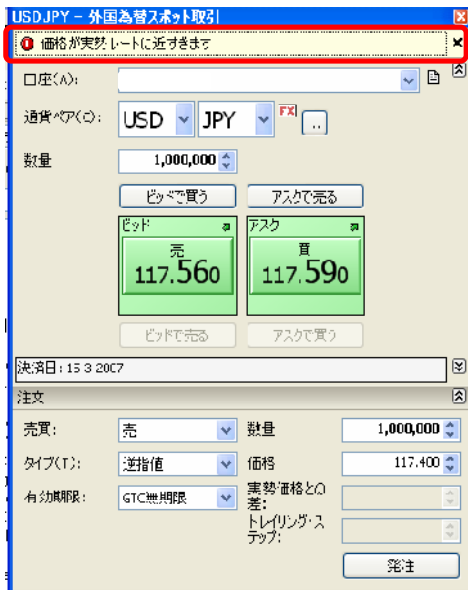 USDJPY - 外国為替スポット取引
価格が実勢レートに近すぎます
口座(A):
通貨ペア(C): USD JPY FX ..
数量 1,000,000
ビッドで買う アスクで売る
ビッド アスク
売 買
117.560 117.590
ビッドで売る アスクで買う
決済日: 15 3 2007
注文
売買: 売 数量 1,000,000
タイプ(T): 逆指値 価格 117.400
有効期限: GTC無期限 実勢価格との差:
トレイリング・ステップ:
発注